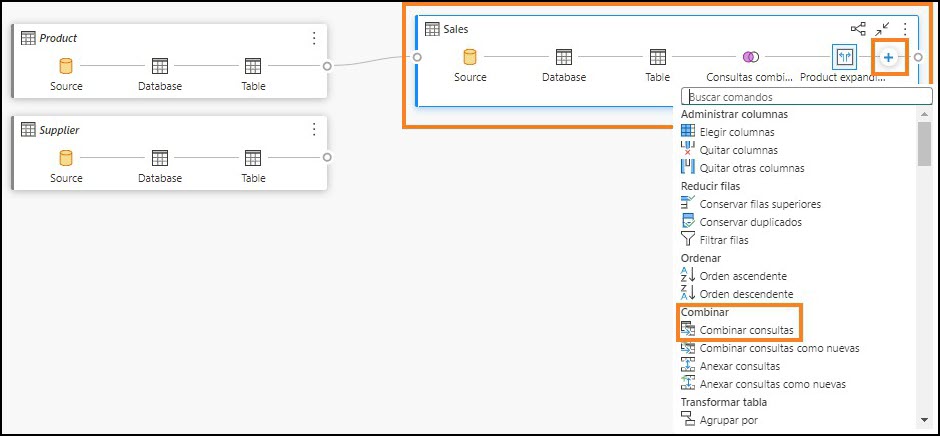 Product
Source
Database
Table
Supplier
Source
Database
Table
Sales
Source
Database
Table
Consultas combi...
Product expandi...
Buscar comandos
Administrar columnas
Elegir columnas
Quitar columnas
Quitar otras columnas
Reducir filas
Conservar filas superiores
Conservar duplicados
Filtrar filas
Ordenar
Orden ascendente
Orden descendente
Combinar
Combinar consultas
Combinar consultas como nuevas
Anexar consultas
Anexar consultas como nuevas
Transformar tabla
Agrupar por